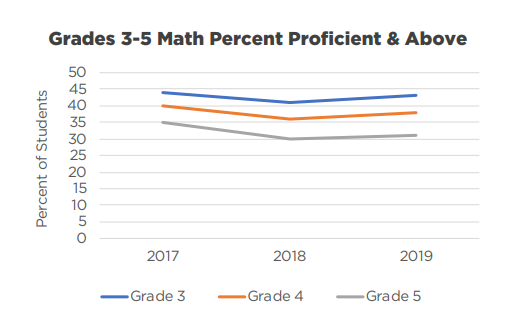 Grades 3-5 Math Percent Proficient & Above
Percent of Students
50
45
40
35
30
25
20
15
10
5
0
2017 2018 2019
Grade 3 Grade 4 Grade 5